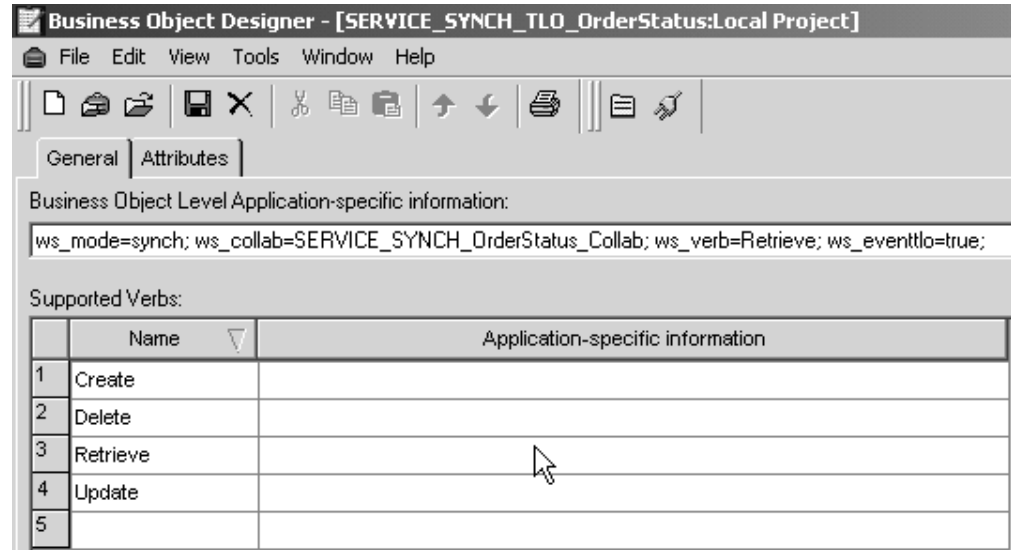 Business Object Designer - [SERVICE_SYNCH_TLO_OrderStatus:Local Project]
File Edit View Tools Window Help
General Attributes
Business Object Level Application-specific information:
ws_mode=synch; ws_collab=SERVICE_SYNCH_OrderStatus_Collab; ws_verb=Retrieve; ws_eventtlo=true;
Supported Verbs:
Name Application-specific information
1 Create
2 Delete
3 Retrieve
4 Update
5